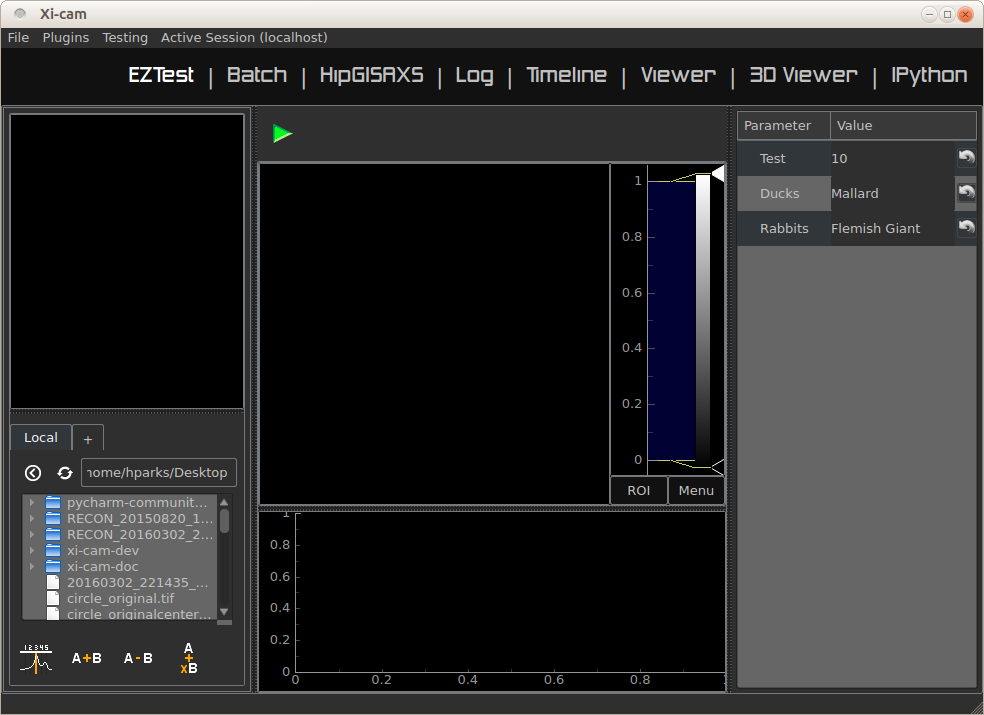 Xi-cam
File Plugins Testing Active Session (localhost)
EZTest | Batch | HipGISAXS | Log | Timeline | Viewer | 3D Viewer | IPython
Local +
home/hparks/Desktop
pycharm-communit...
RECON_20150820_1...
RECON_20160302_2...
xi-cam-dev
xi-cam-doc
20160302_221435_...
circle_original.tif
circle_originalcenter...
12345
A+B
A-B
A
+
xB
1
0.8
0.6
0.4
0.2
0
ROI Menu
1
0.8
0.6
0.4
0.2
0
0 0.2 0.4 0.6 0.8
Parameter Value
Test 10
Ducks Mallard
Rabbits Flemish Giant